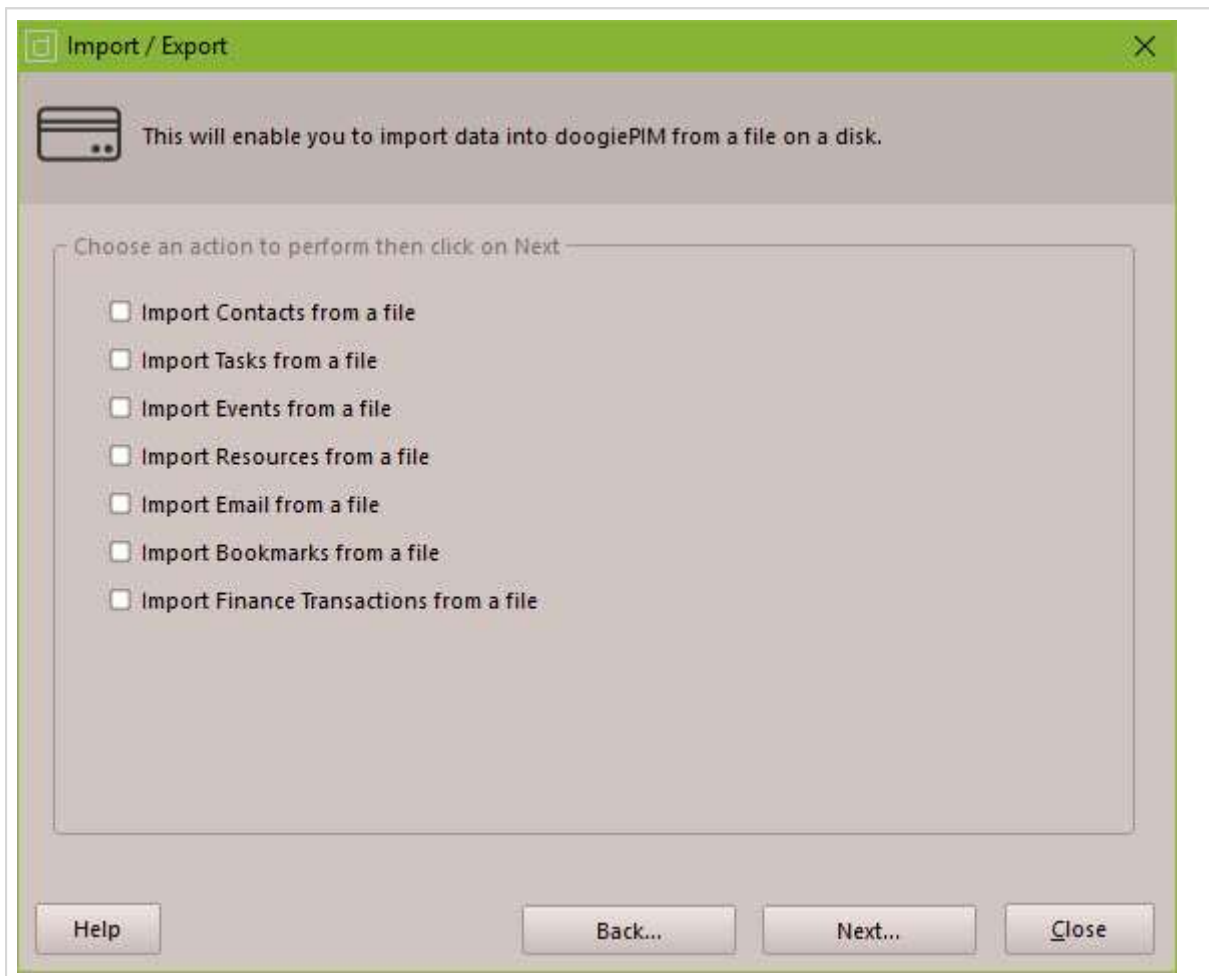 Import / Export
This will enable you to import data into doogiePIM from a file on a disk.
Choose an action to perform then click on Next
Import Contacts from a file
Import Tasks from a file
Import Events from a file
Import Resources from a file
Import Email from a file
Import Bookmarks from a file
Import Finance Transactions from a file
Help Back... Next... Close